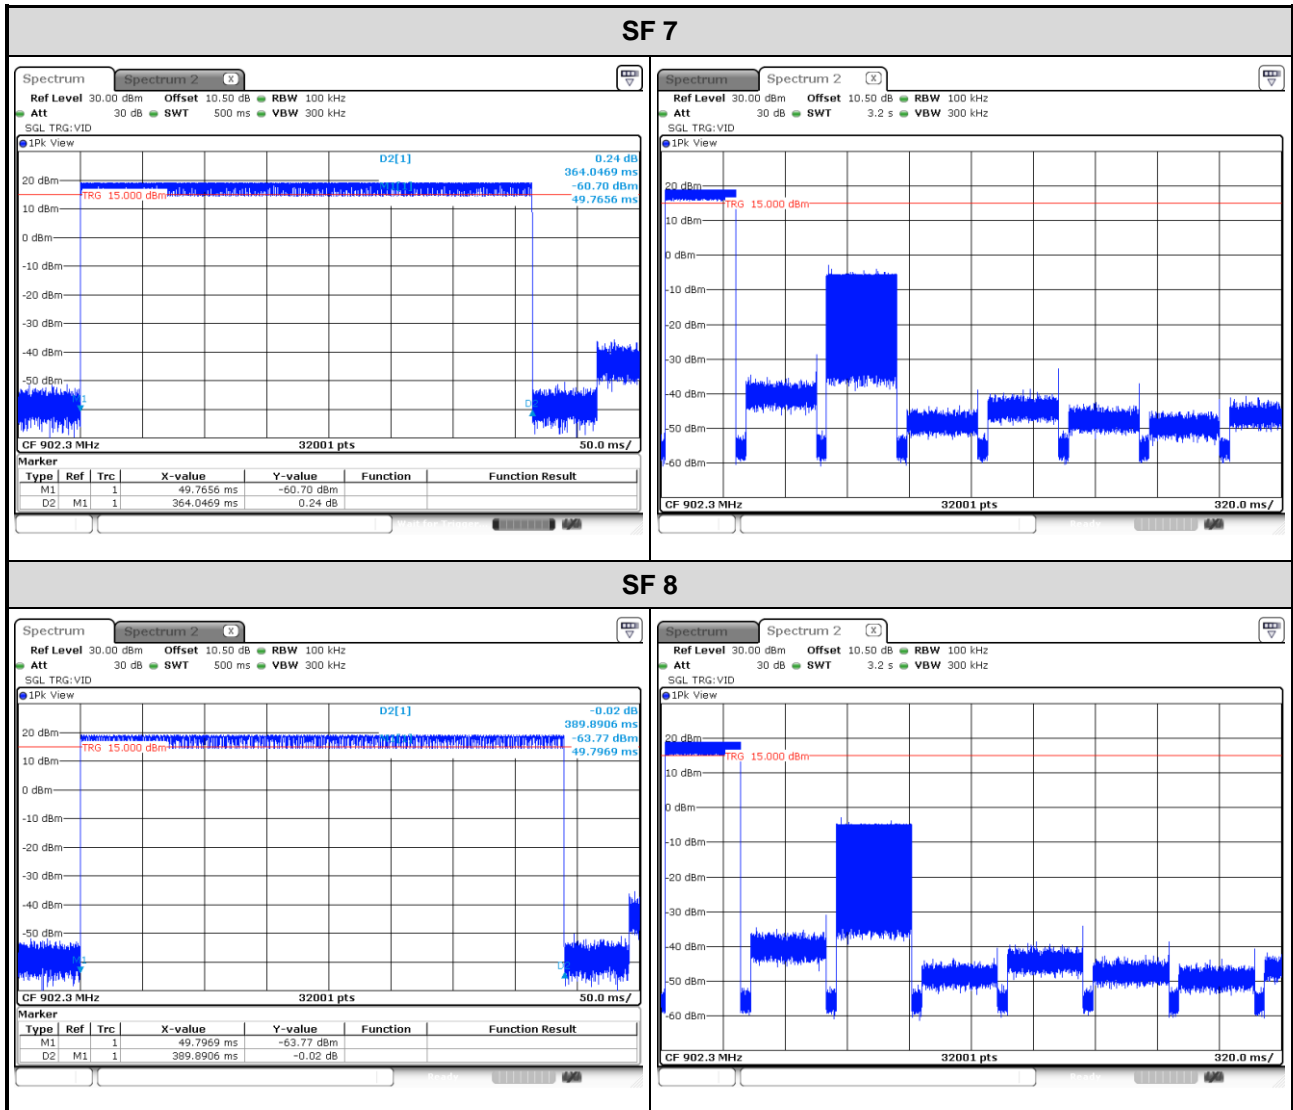 SF 7
Spectrum Spectrum 2 X
Ref Level 30.00 dBm Offset 10.50 dB RBW 100 kHz
Att 30 dB SWT 500 ms VBW 300 kHz
SGL TRG:VID
1Pk View
D2[1] 0.24 dB
364.0469 ms
-60.70 dBm
49.7656 ms
20 dBm
TRG 15.000 dBm
10 dBm
0 dBm
-10 dBm
-20 dBm
-30 dBm
-40 dBm
-50 dBm
CF 902.3 MHz 32001 pts 50.0 ms/
Marker
Type Ref Trc X-value Y-value Function Function Result
M1 1 49.7656 ms -60.70 dBm
D2 M1 1 364.0469 ms 0.24 dB
Spectrum Spectrum 2 X
Ref Level 30.00 dBm Offset 10.50 dB RBW 100 kHz
Att 30 dB SWT 3.2 s VBW 300 kHz
SGL TRG:VID
1Pk View
20 dBm
TRG 15.000 dBm
10 dBm
0 dBm
-10 dBm
-20 dBm
-30 dBm
-40 dBm
-50 dBm
-60 dBm
CF 902.3 MHz 32001 pts 320.0 ms/
Ready
SF 8
Spectrum Spectrum 2 X
Ref Level 30.00 dBm Offset 10.50 dB RBW 100 kHz
Att 30 dB SWT 500 ms VBW 300 kHz
SGL TRG:VID
1Pk View
D2[1] -0.02 dB
389.8906 ms
-63.77 dBm
49.7969 ms
20 dBm
TRG 15.000 dBm
10 dBm
0 dBm
-10 dBm
-20 dBm
-30 dBm
-40 dBm
-50 dBm
CF 902.3 MHz 32001 pts 50.0 ms/
Marker
Type Ref Trc X-value Y-value Function Function Result
M1 1 49.7969 ms -63.77 dBm
D2 M1 1 389.8906 ms -0.02 dB
Ready
Spectrum Spectrum 2 X
Ref Level 30.00 dBm Offset 10.50 dB RBW 100 kHz
Att 30 dB SWT 3.2 s VBW 300 kHz
SGL TRG:VID
1Pk View
20 dBm
TRG 15.000 dBm
10 dBm
0 dBm
-10 dBm
-20 dBm
-30 dBm
-40 dBm
-50 dBm
-60 dBm
CF 902.3 MHz 32001 pts 320.0 ms/
Ready